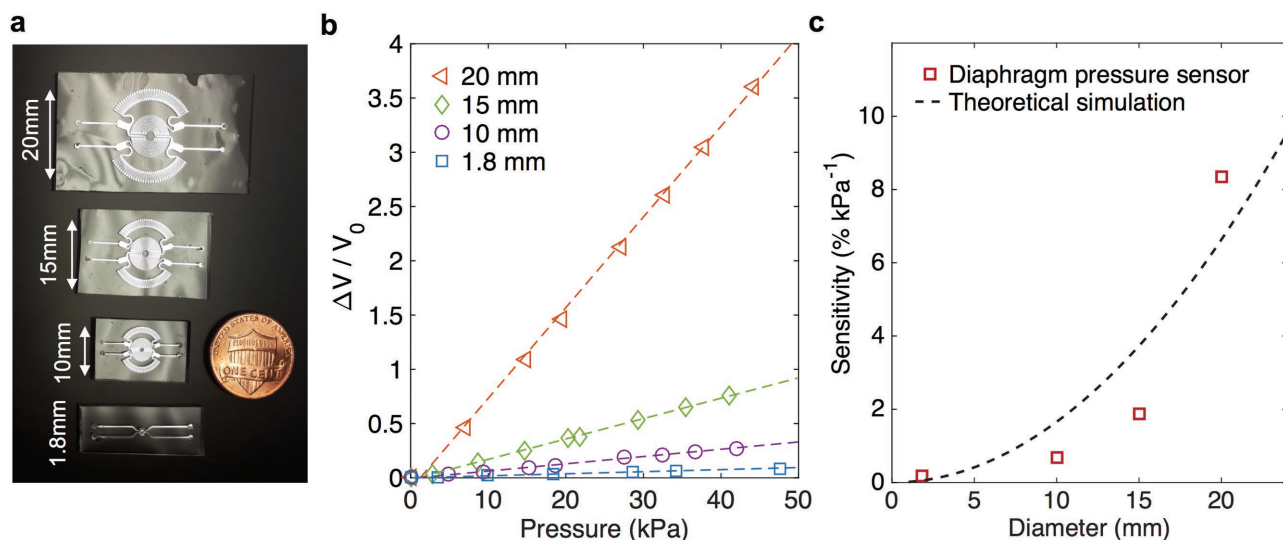 a
20mm
15mm
10mm
1.8mm
UNITED STATES OF AMERICA
E PLURIBUS UNUM
ONE CENT
b
4
3.5
3
2.5
2
1.5
1
0.5
0
ΔV / V0
20 mm
15 mm
10 mm
1.8 mm
0 10 20 30 40 50
Pressure (kPa)
c
10
8
6
4
2
0
Sensitivity (% kPa-1)
Diaphragm pressure sensor
Theoretical simulation
0 5 10 15 20
Diameter (mm)